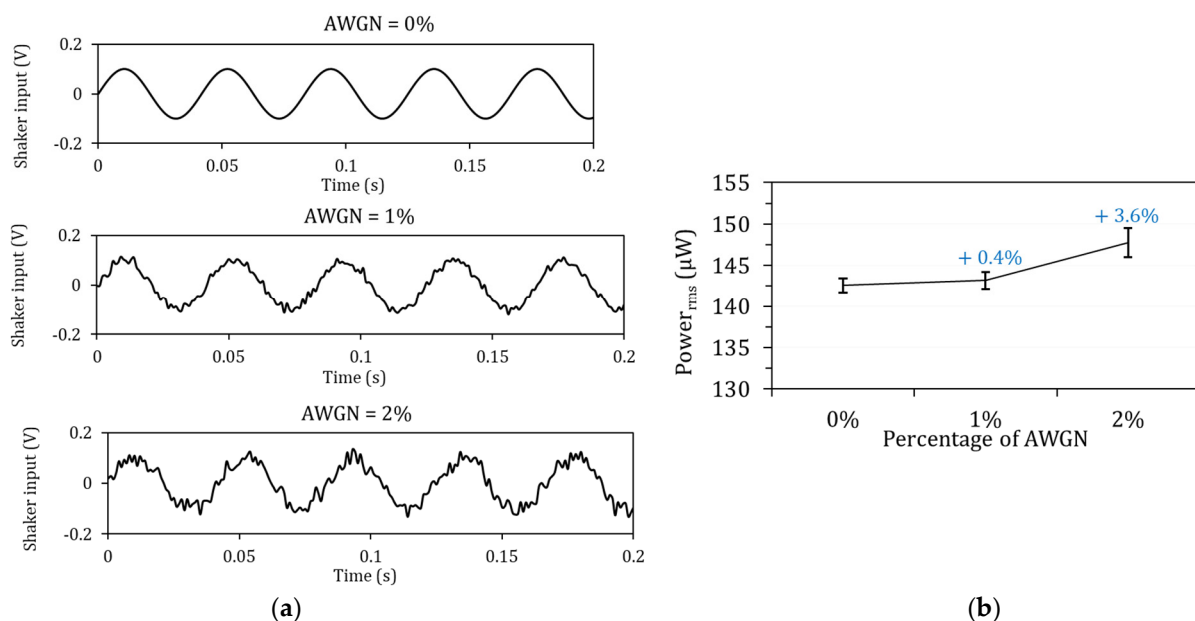 AWGN = 0%
Shaker input (V)
0.2
0
-0.2
0
0.05
0.1
0.15
0.2
Time (s)
AWGN = 1%
Shaker input (V)
0.2
0
-0.2
0
0.05
0.1
0.15
0.2
Time (s)
AWGN = 2%
Shaker input (V)
0.2
0
-0.2
0
0.05
0.1
0.15
0.2
Time (s)
(a)
Power_rms (μW)
155
150
145
140
135
130
+ 0.4%
+ 3.6%
0%
1%
2%
Percentage of AWGN
(b)